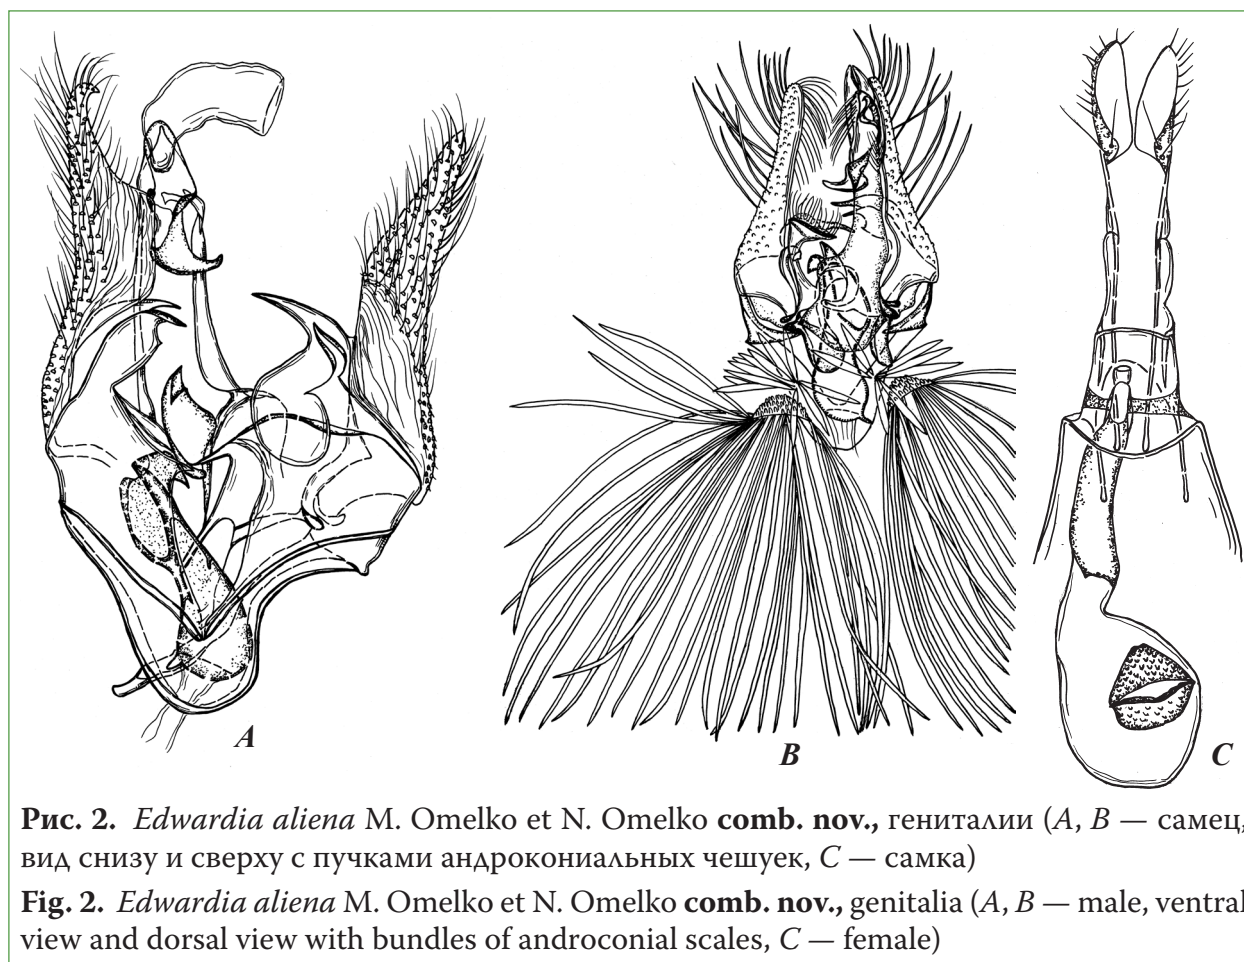 A
B
C
Рис. 2. Edwardia aliena M. Omelko et N. Omelko comb. nov., гениталии (A, B — самец,
вид снизу и сверху с пучками андрокониальных чешуек, C — самка)
Fig. 2. Edwardia aliena M. Omelko et N. Omelko comb. nov., genitalia (A, B — male, ventral
view and dorsal view with bundles of androconial scales, C — female)